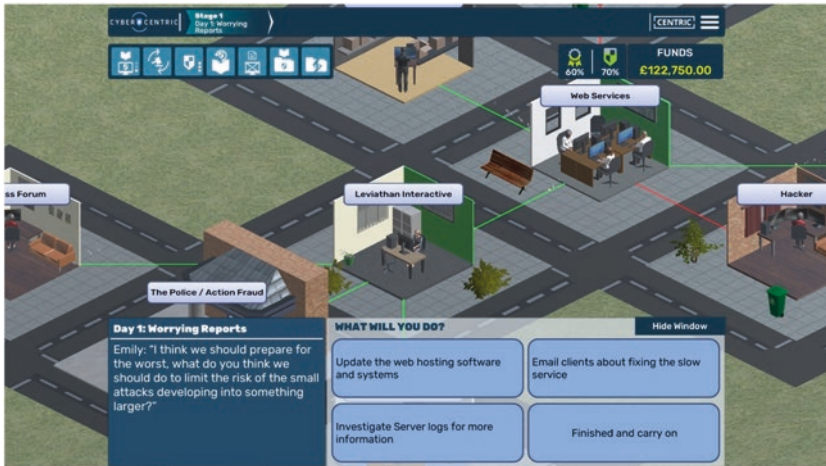 CYBER CENTRIC
Stage 1
Day 1: Worrying
Reports
CENTRIC
60%
70%
FUNDS
£122,750.00
Web Services
ss Forum
Leviathan Interactive
Hacker
The Police / Action Fraud
Day 1: Worrying Reports
Emily: "I think we should prepare for
the worst, what do you think we
should do to limit the risk of the small
attacks developing into something
larger?"
WHAT WILL YOU DO?
Hide Window
Update the web hosting software
and systems
Email clients about fixing the slow
service
Investigate Server logs for more
information
Finished and carry on